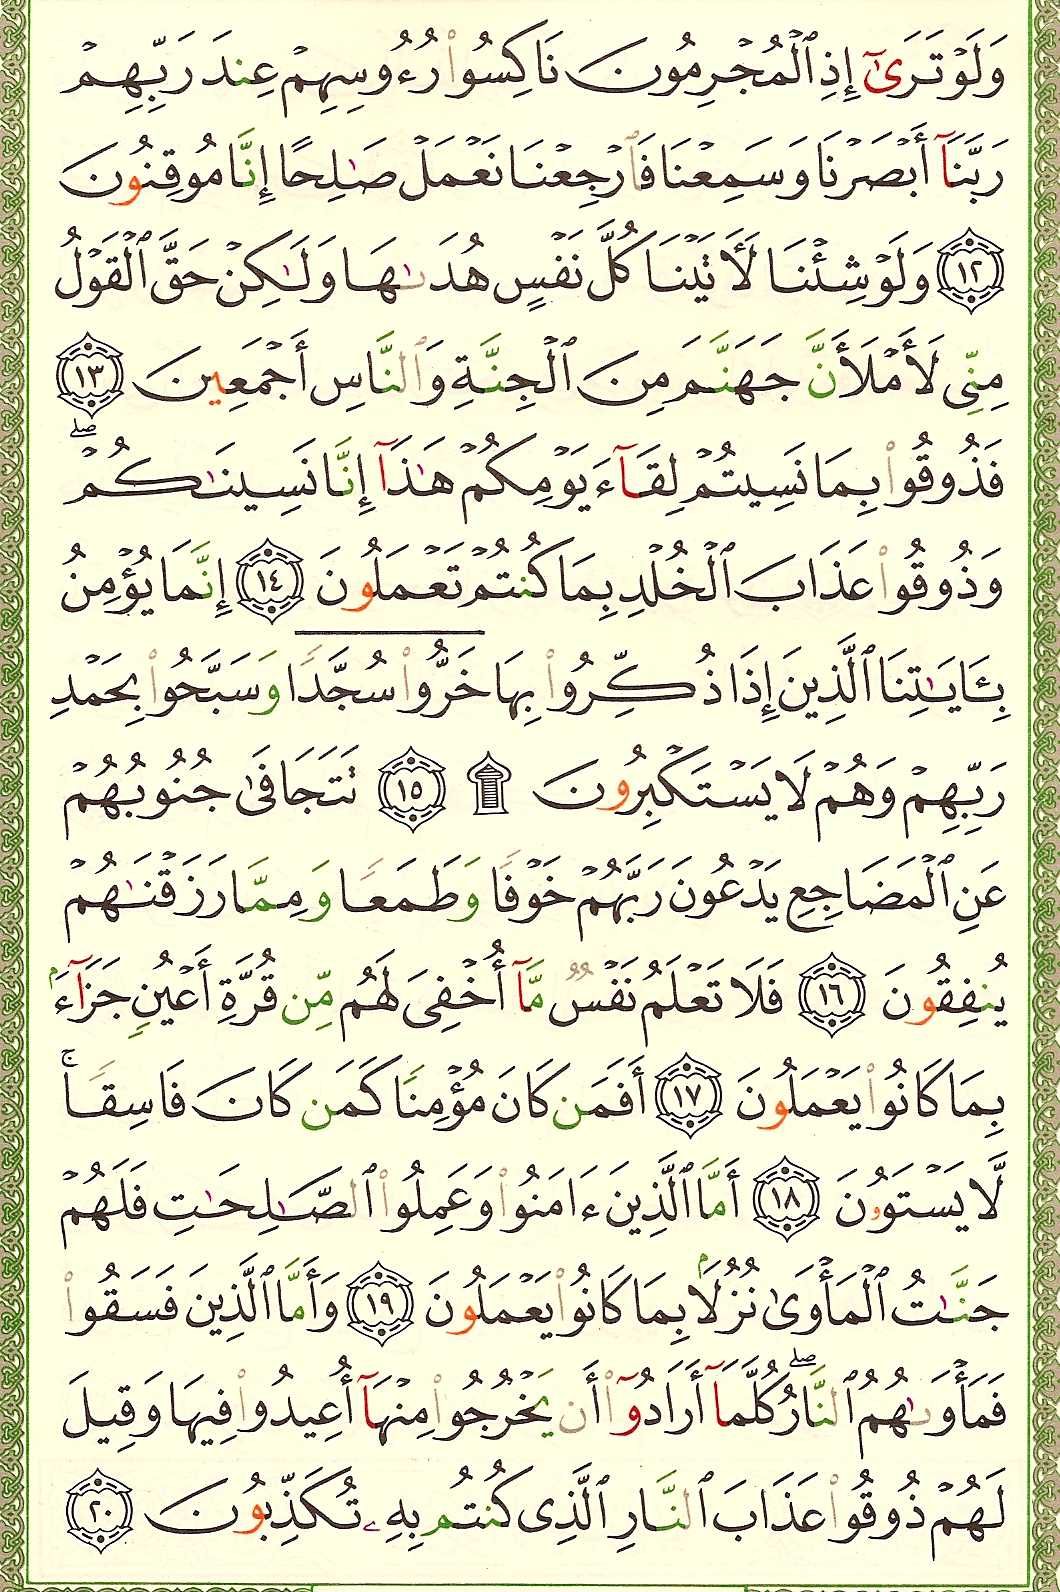 وَلَوْ تَرَىٰٓ إِذِ ٱلْمُجْرِمُونَ نَاكِسُوا۟ رُءُوسِهِمْ عِندَ رَبِّهِمْ
رَبَّنَآ أَبْصَرْنَا وَسَمِعْنَا فَٱرْجِعْنَا نَعْمَلْ صَـٰلِحًا إِنَّا مُوقِنُونَ
١٢ وَلَوْ شِئْنَا لَـَٔاتَيْنَا كُلَّ نَفْسٍ هُدَىٰهَا وَلَـٰكِنْ حَقَّ ٱلْقَوْلُ
مِنِّى لَأَمْلَأَنَّ جَهَنَّمَ مِنَ ٱلْجِنَّةِ وَٱلنَّاسِ أَجْمَعِينَ ١٣
فَذُوقُوا۟ بِمَا نَسِيتُمْ لِقَآءَ يَوْمِكُمْ هَـٰذَآ إِنَّا نَسِينَـٰكُمْ ۖ
وَذُوقُوا۟ عَذَابَ ٱلْخُلْدِ بِمَا كُنتُمْ تَعْمَلُونَ ١٤ إِنَّمَا يُؤْمِنُ
بِـَٔايَـٰتِنَا ٱلَّذِينَ إِذَا ذُكِّرُوا۟ بِهَا خَرُّوا۟ سُجَّدًا وَسَبَّحُوا۟ بِحَمْدِ
رَبِّهِمْ وَهُمْ لَا يَسْتَكْبِرُونَ ۩ ١٥ تَتَجَافَىٰ جُنُوبُهُمْ
عَنِ ٱلْمَضَاجِعِ يَدْعُونَ رَبَّهُمْ خَوْفًا وَطَمَعًا وَمِمَّا رَزَقْنَـٰهُمْ
يُنفِقُونَ ١٦ فَلَا تَعْلَمُ نَفْسٌ مَّآ أُخْفِىَ لَهُم مِّن قُرَّةِ أَعْيُنٍ جَزَآءًۢ
بِمَا كَانُوا۟ يَعْمَلُونَ ١٧ أَفَمَن كَانَ مُؤْمِنًا كَمَن كَانَ فَاسِقًا ۚ
لَّا يَسْتَوُۥنَ ١٨ أَمَّا ٱلَّذِينَ ءَامَنُوا۟ وَعَمِلُوا۟ ٱلصَّـٰلِحَـٰتِ فَلَهُمْ
جَنَّـٰتُ ٱلْمَأْوَىٰ نُزُلًۢا بِمَا كَانُوا۟ يَعْمَلُونَ ١٩ وَأَمَّا ٱلَّذِينَ فَسَقُوا۟
فَمَأْوَىٰهُمُ ٱلنَّارُ ۖ كُلَّمَآ أَرَادُوٓا۟ أَن يَخْرُجُوا۟ مِنْهَآ أُعِيدُوا۟ فِيهَا وَقِيلَ
لَهُمْ ذُوقُوا۟ عَذَابَ ٱلنَّارِ ٱلَّذِى كُنتُم بِهِۦ تُكَذِّبُونَ ٢٠